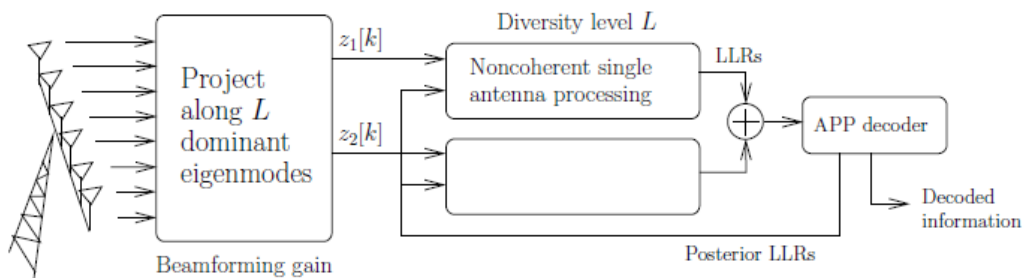 Diversity level L
z₁[k]
LLRs
Project
along L
dominant
eigenmodes
Noncoherent single
antenna processing
z₂[k]
APP decoder
Decoded
information
Posterior LLRs
Beamforming gain